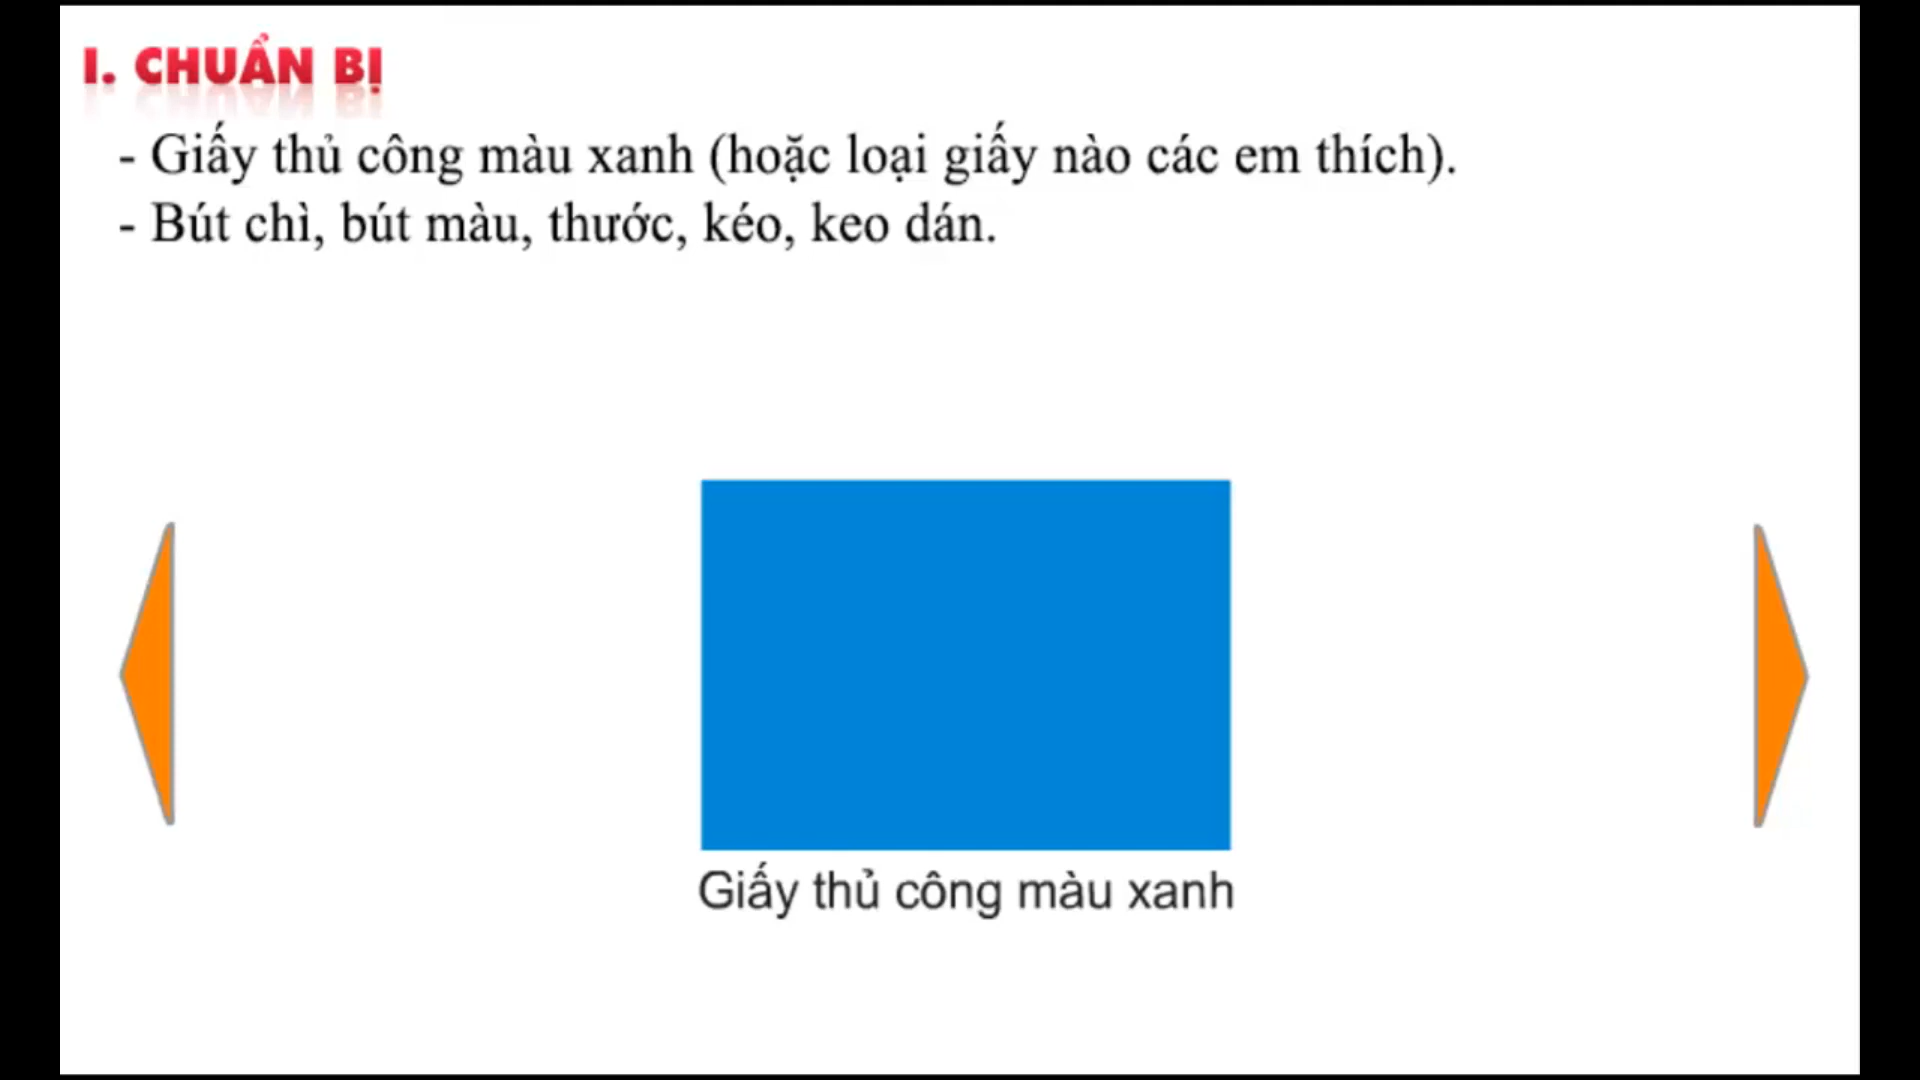 I. CHUẨN BỊ
- Giấy thủ công màu xanh (hoặc loại giấy nào các em thích).
- Bút chì, bút màu, thước, kéo, keo dán.
Giấy thủ công màu xanh